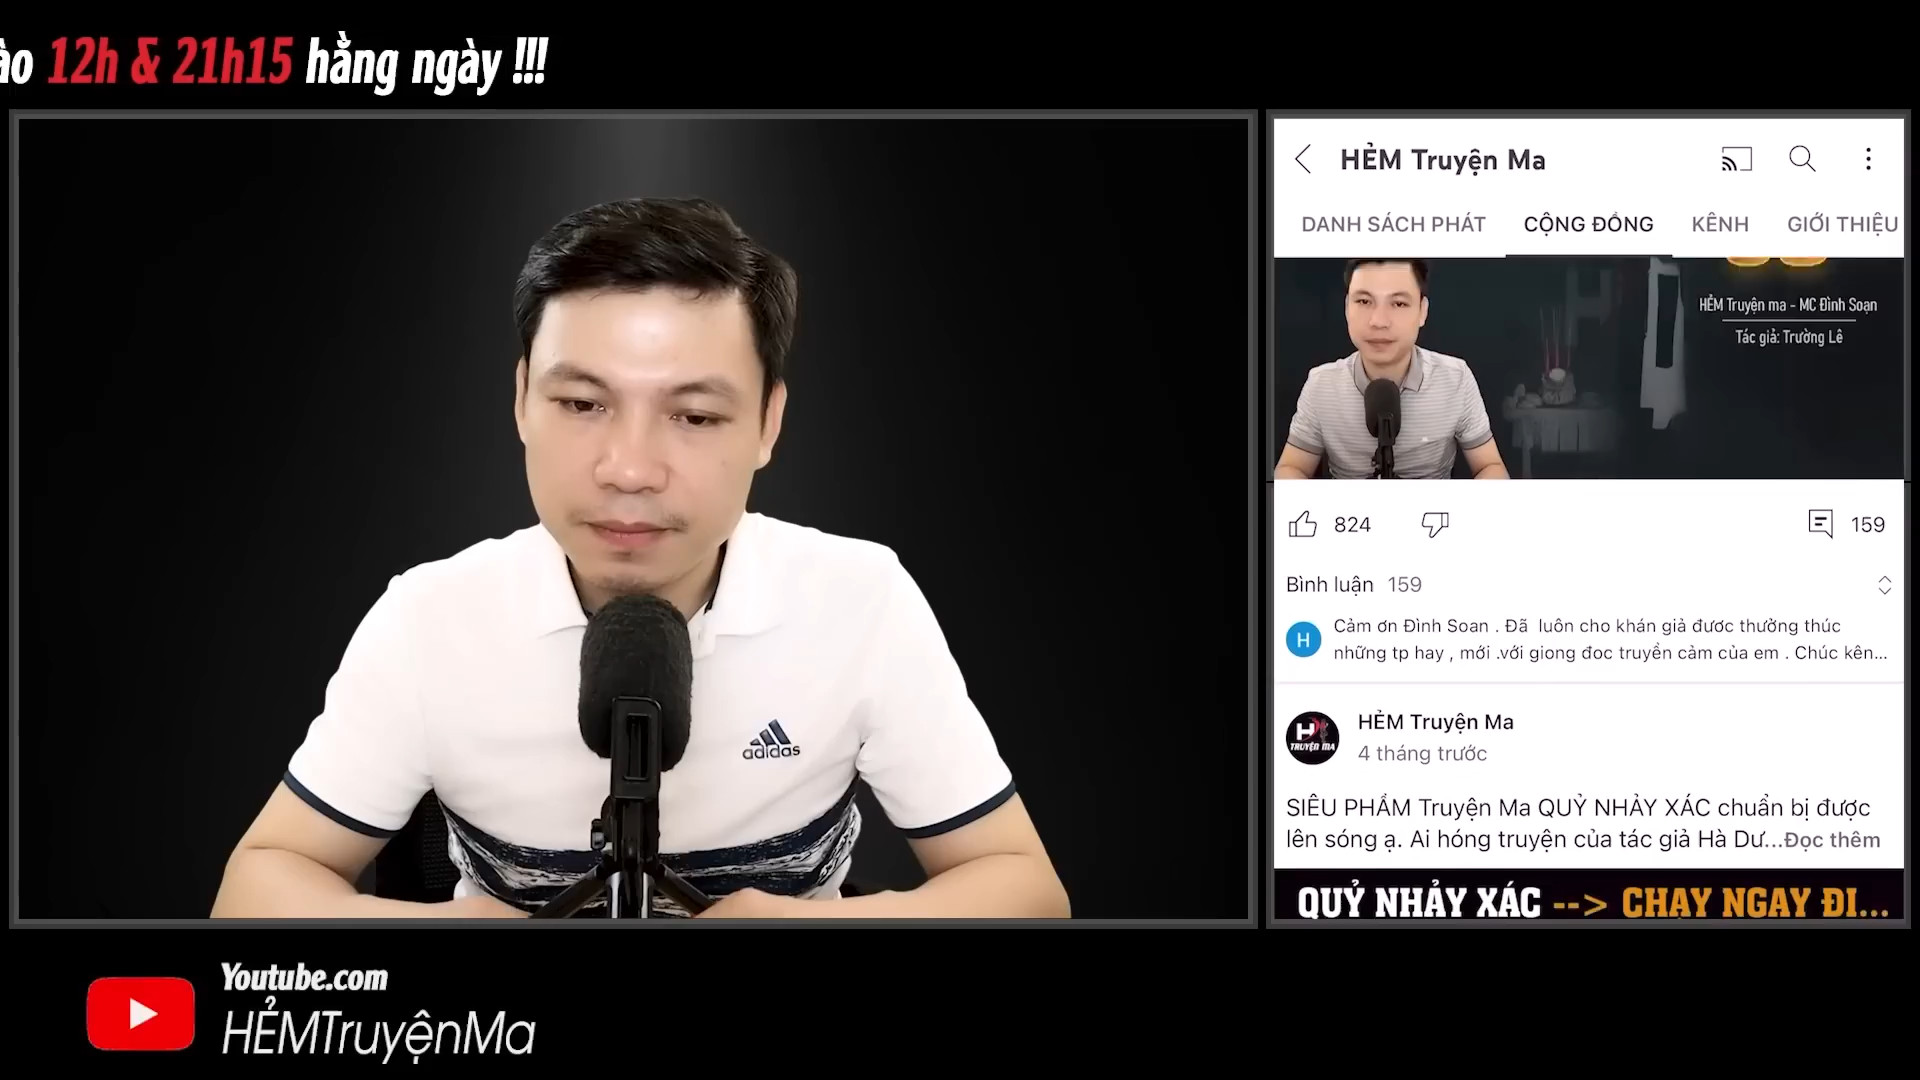 ào 12h & 21h15 hằng ngày !!!
HẺM Truyện Ma
DANH SÁCH PHÁT CỘNG ĐỒNG KÊNH GIỚI THIỆU
HẺM Truyện ma - MC Đình Soạn
Tác giả: Trường Lê
824 159
Bình luận 159
H
Cảm ơn Đình Soan . Đã luôn cho khán giả đươc thưởng thúc
những tp hay , mới .với giong đoc truyền cảm của em . Chúc kên...
HẺM Truyện Ma
4 tháng trước
H
TRUYỆN MA
SIÊU PHẨM Truyện Ma QUỶ NHẢY XÁC chuẩn bị được
lên sóng ạ. Ai hóng truyện của tác giả Hà Dư...Đọc thêm
QUỶ NHẢY XÁC --> CHẠY NGAY ĐI...
adidas
Youtube.com
HẺMTruyệnMa